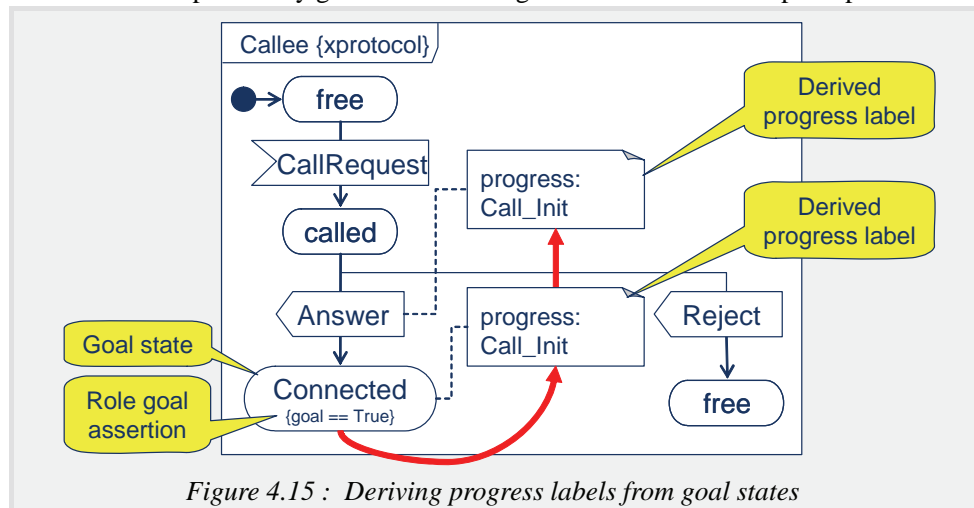 Callee {xprotocol}
free
CallRequest
called
Answer
Connected
{goal == True}
progress:
Call_Init
progress:
Call_Init
Reject
free
Derived
progress label
Derived
progress label
Goal state
Role goal
assertion
Figure 4.15 : Deriving progress labels from goal states